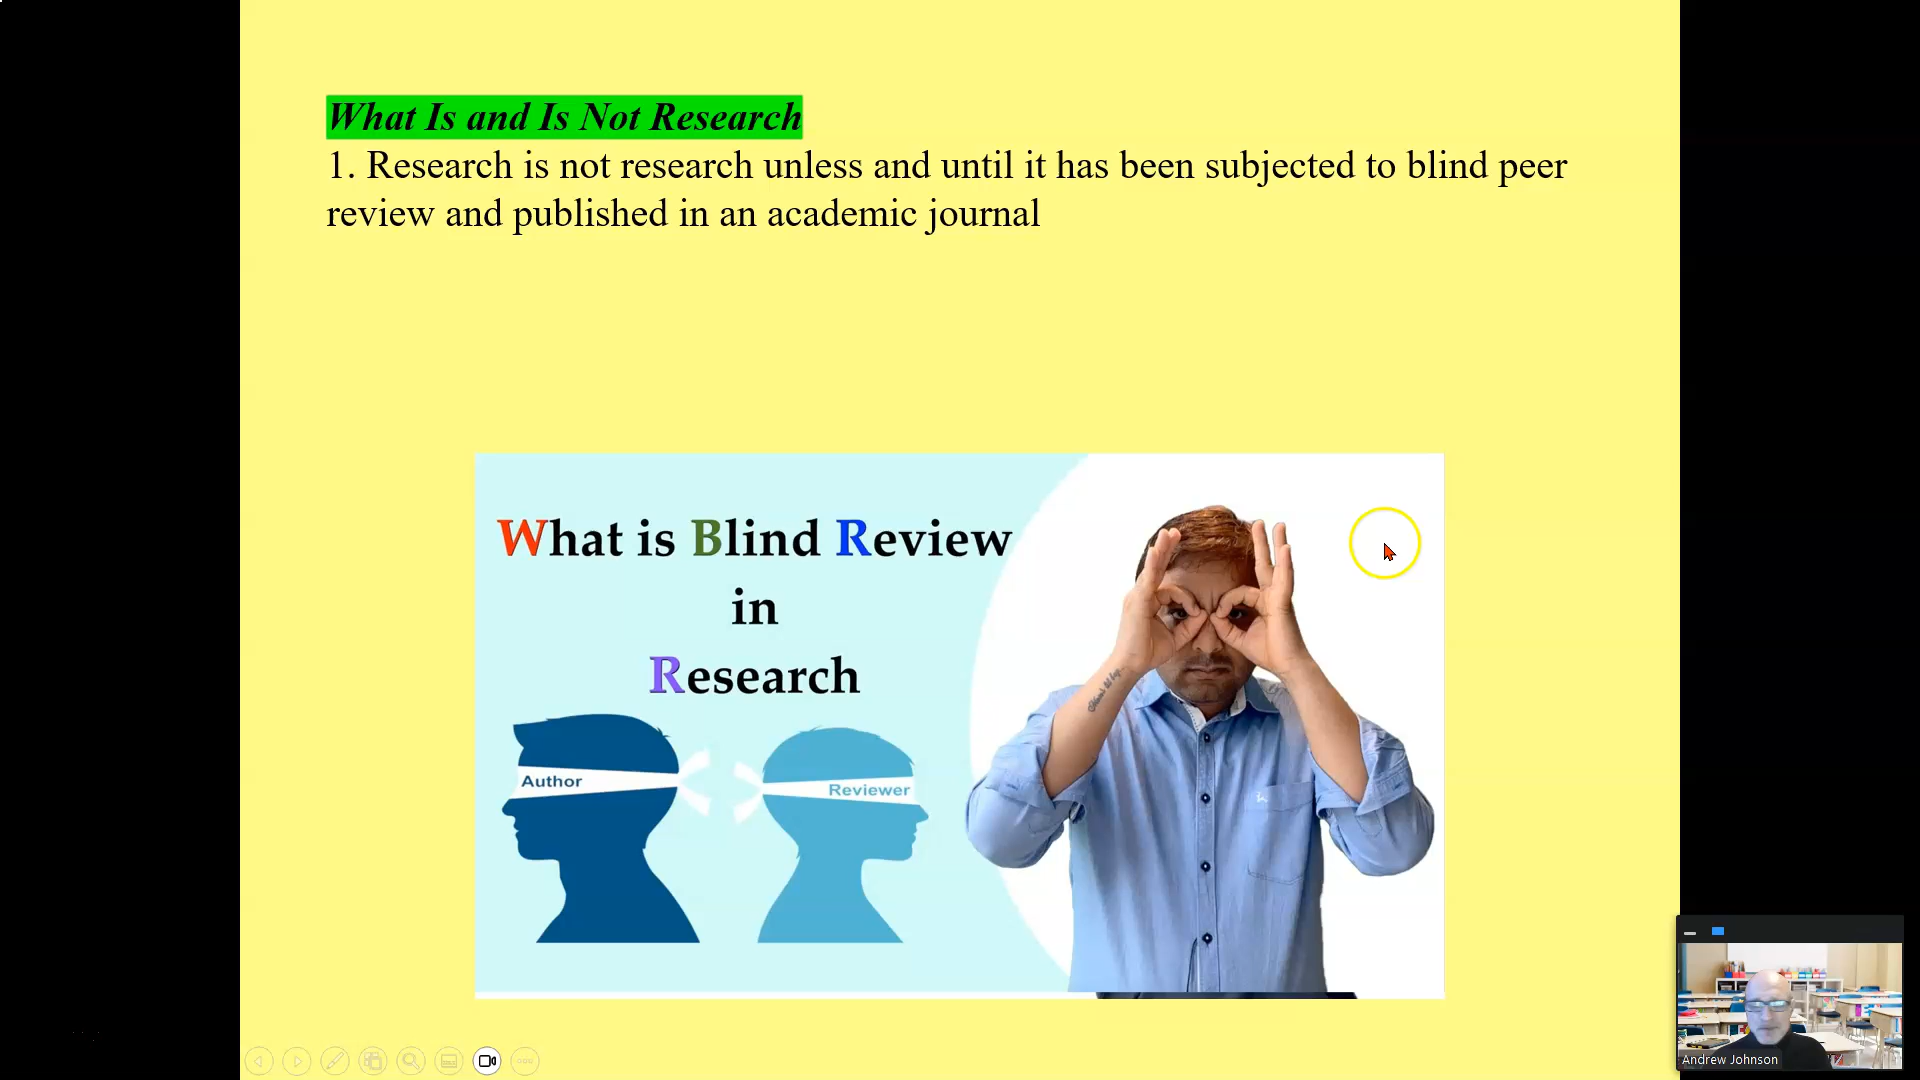 What Is and Is Not Research
1. Research is not research unless and until it has been subjected to blind peer
review and published in an academic journal
What is Blind Review
in
Research
Author
Reviewer
Andrew Johnson